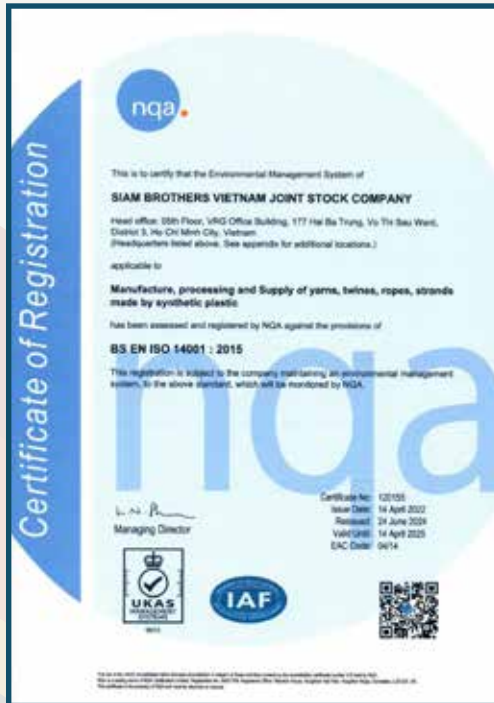 Certificate of Registration
nqa.
This is to certify that the Environmental Management System of
SIAM BROTHERS VIETNAM JOINT STOCK COMPANY
Head office: 05th Floor, VRG Office Building, 177 Hai Ba Trung, Vo Thi Sau Ward,
District 3, Ho Chi Minh City, Vietnam
(Headquarters listed above. See appendix for additional locations.)
applicable to
Manufacture, processing and Supply of yarns, twines, ropes, strands
made by synthetic plastic
has been assessed and registered by NQA against the provisions of
BS EN ISO 14001 : 2015
This registration is subject to the company maintaining an environmental management
system, to the above standard, which will be monitored by NQA.
nqa
Managing Director
Certificate No: 120155
Issue Date: 14 April 2022
Reissued: 24 June 2024
Valid Until: 14 April 2025
EAC Code: 04/14
UKAS
MANAGEMENT
SYSTEMS
IAF